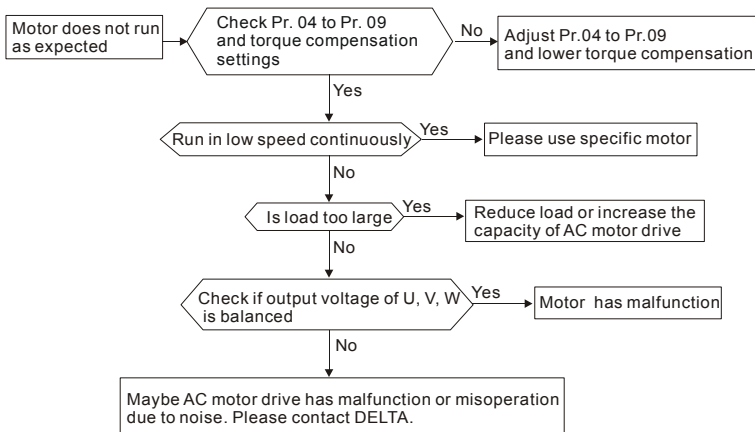 Motor does not run
as expected
Check Pr. 04 to Pr. 09
and torque compensation
settings
No
Adjust Pr.04 to Pr.09
and lower torque compensation
Yes
Run in low speed continuously
Yes
Please use specific motor
No
Is load too large
Yes
Reduce load or increase the
capacity of AC motor drive
No
Check if output voltage of U, V, W
is balanced
Yes
Motor has malfunction
No
Maybe AC motor drive has malfunction or misoperation
due to noise. Please contact DELTA.